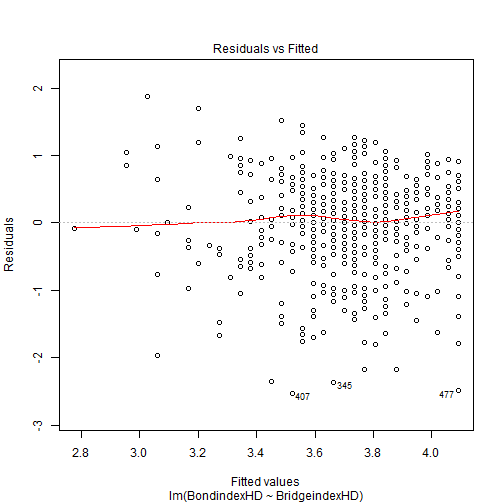 Residuals vs Fitted
Residuals
2
1
0
-1
-2
-3
407
345
477
2.8 3.0 3.2 3.4 3.6 3.8 4.0
Fitted values
lm(BondindexHD ~ BridgeindexHD)